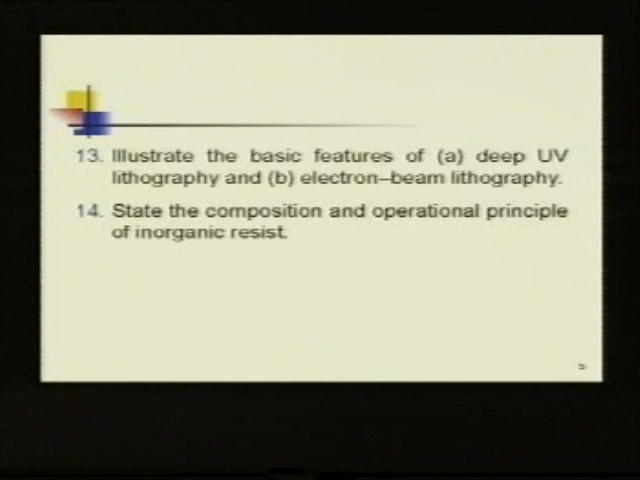 13. Illustrate the basic features of (a) deep UV
lithography and (b) electron–beam lithography.
14. State the composition and operational principle
of inorganic resist.
5